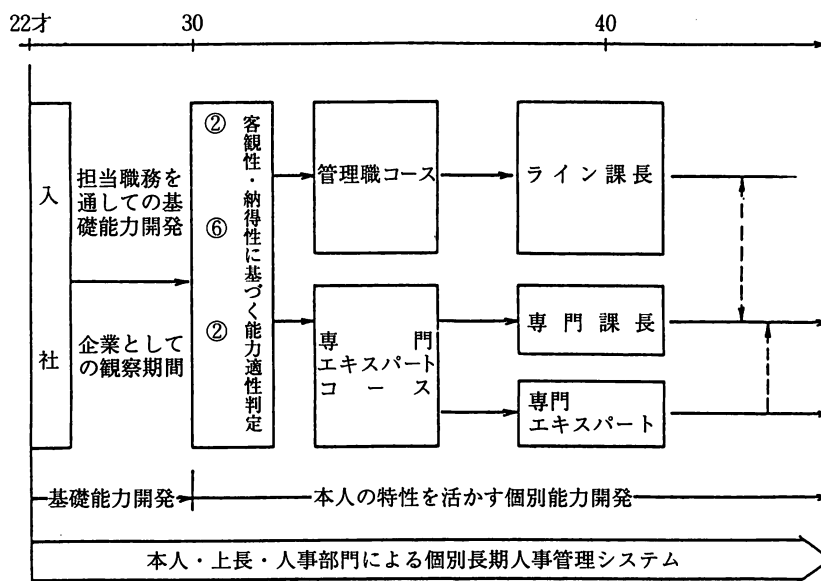 22才
30
40
入
社
担当職務を
通しての基
礎能力開発
企業として
の観察期間
②
⑥
②
客観性・納得性に基づく能力適性判定
管理職コース
ライン課長
専門
エキスパート
コース
専門課長
専門
エキスパート
基礎能力開発
本人の特性を活かす個別能力開発
本人・上長・人事部門による個別長期人事管理システム